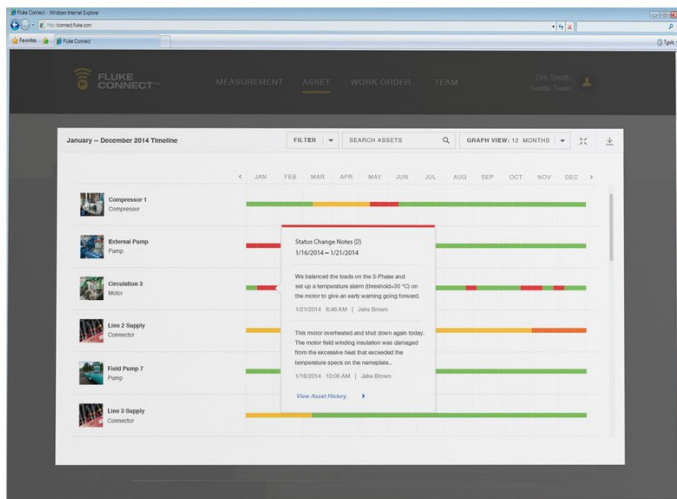 Fluke Connect - Windows Internet Explorer
http://connect.fluke.com
Favorites
Fluke Connect
Tools
FLUKE CONNECT™
MEASUREMENT ASSET WORK ORDER TEAM
Tim Smith
Seattle Team
January – December 2014 Timeline
FILTER
SEARCH ASSETS
GRAPH VIEW: 12 MONTHS
JAN FEB MAR APR MAY JUN JUL AUG SEP OCT NOV DEC
Compressor 1
Compressor
External Pump
Pump
Circulation 3
Motor
Line 2 Supply
Connector
Field Pump 7
Pump
Line 3 Supply
Connector
Status Change Notes (2)
1/16/2014 – 1/21/2014
We balanced the loads on the 3-Phase and
set up a temperature alarm (threshold=30 °C) on
the motor to give an early warning going forward.
1/21/2014 6:48 AM | Jake Brown
This motor overheated and shut down again today.
The motor field winding insulation was damaged
from the excessive heat that exceeded the
temperature specs on the nameplate...
1/16/2014 10:05 AM | Jake Brown
View Asset History